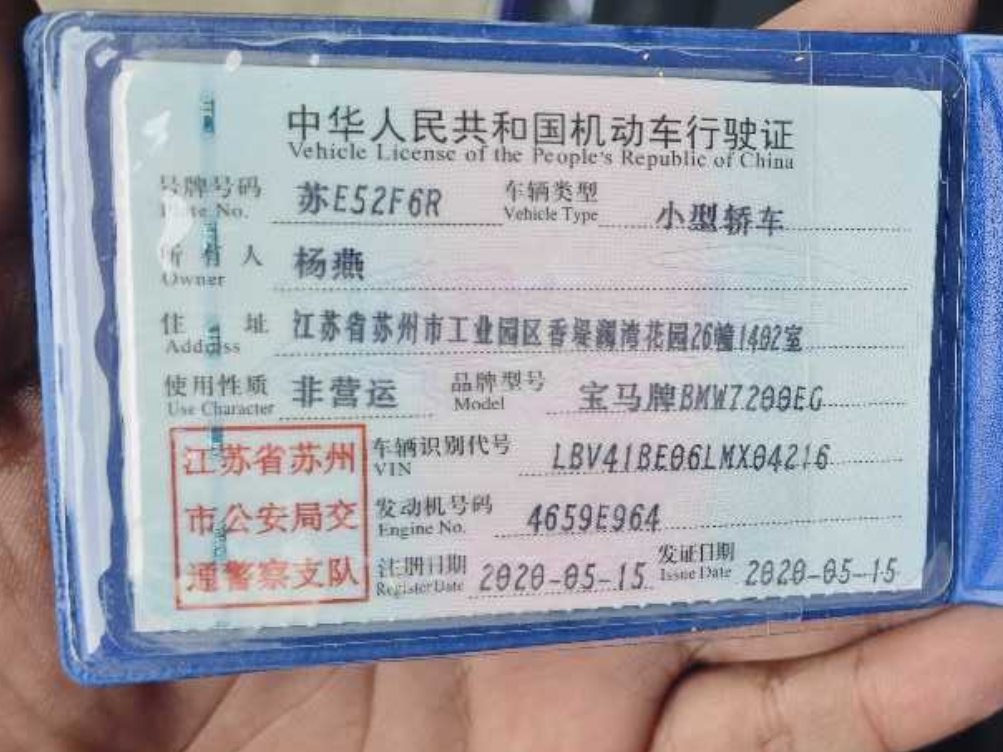 中华人民共和国机动车行驶证
Vehicle License of the People's Republic of China
号牌号码 苏E52F6R 车辆类型 小型轿车
Plate No. Vehicle Type
所有人 杨燕
Owner
住址 江苏省苏州市工业园区香堤澜湾花园26幢1402室
Address
使用性质 非营运 品牌型号 宝马牌BMW7200EG
Use Character Model
江苏省苏州 车辆识别代号 LBV41BE06LMX04216
VIN
市公安局交 发动机号码 4659E964
Engine No.
通警察支队 注册日期 2020-05-15 发证日期 2020-05-15
Register Date Issue Date